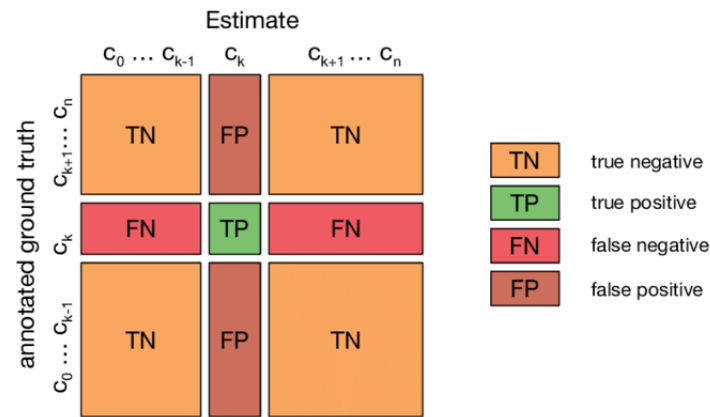 Estimate
c0 ... ck-1 ck ck+1 ... cn
annotated ground truth
ck+1... cn
ck
c0 ... ck-1
TN FP TN
FN TP FN
TN FP TN
TN true negative
TP true positive
FN false negative
FP false positive